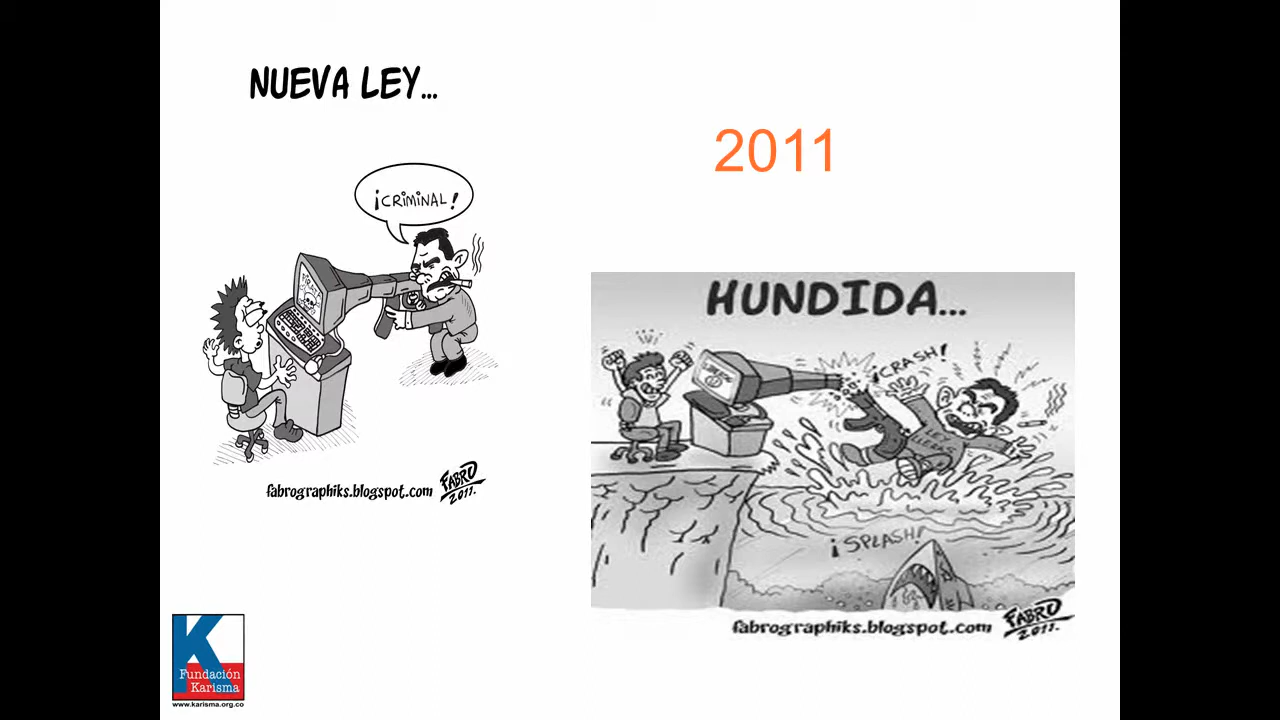 NUEVA LEY...
¡CRIMINAL!
fabrographiks.blogspot.com
FABRO
2011.
2011
HUNDIDA...
¡CRASH!
¡SPLASH!
fabrographiks.blogspot.com
FABRO
2011.
K
Fundación
Karisma
www.karisma.org.co